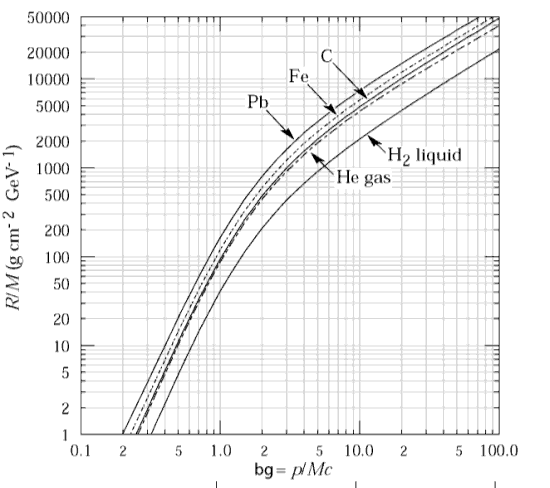 50000
20000
10000
5000
2000
1000
500
200
100
50
20
10
5
2
1
R/M (g cm⁻² GeV⁻¹)
C
Fe
Pb
H₂ liquid
He gas
0.1 2 5 1.0 2 5 10.0 2 5 100.0
bg = p/Mc